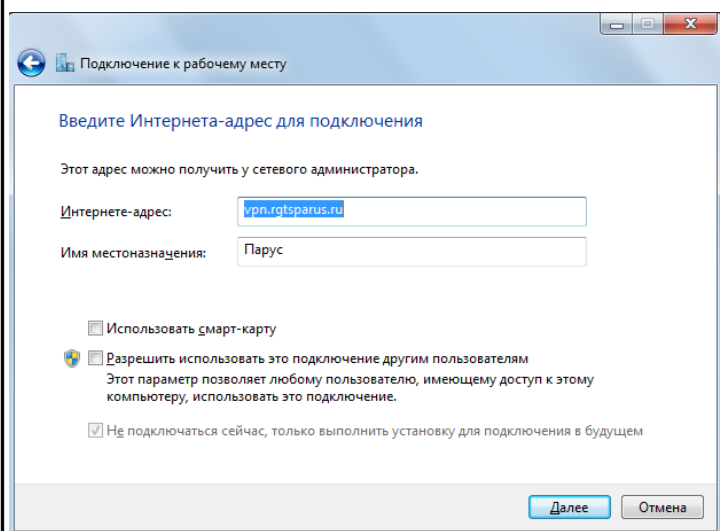 Подключение к рабочему месту
Введите Интернета-адрес для подключения
Этот адрес можно получить у сетевого администратора.
Интернете-адрес: vpn.rgtsparus.ru
Имя местоназначения: Парус
Использовать смарт-карту
Разрешить использовать это подключение другим пользователям
Этот параметр позволяет любому пользователю, имеющему доступ к этому
компьютеру, использовать это подключение.
Не подключаться сейчас, только выполнить установку для подключения в будущем
Далее Отмена